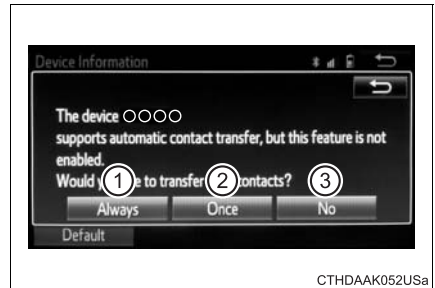 Device Information
The device ○○○○
supports automatic contact transfer, but this feature is not
enabled.
Would to transfer contacts?
1 2 3
Always Once No
Default
CTHDAAK052USa